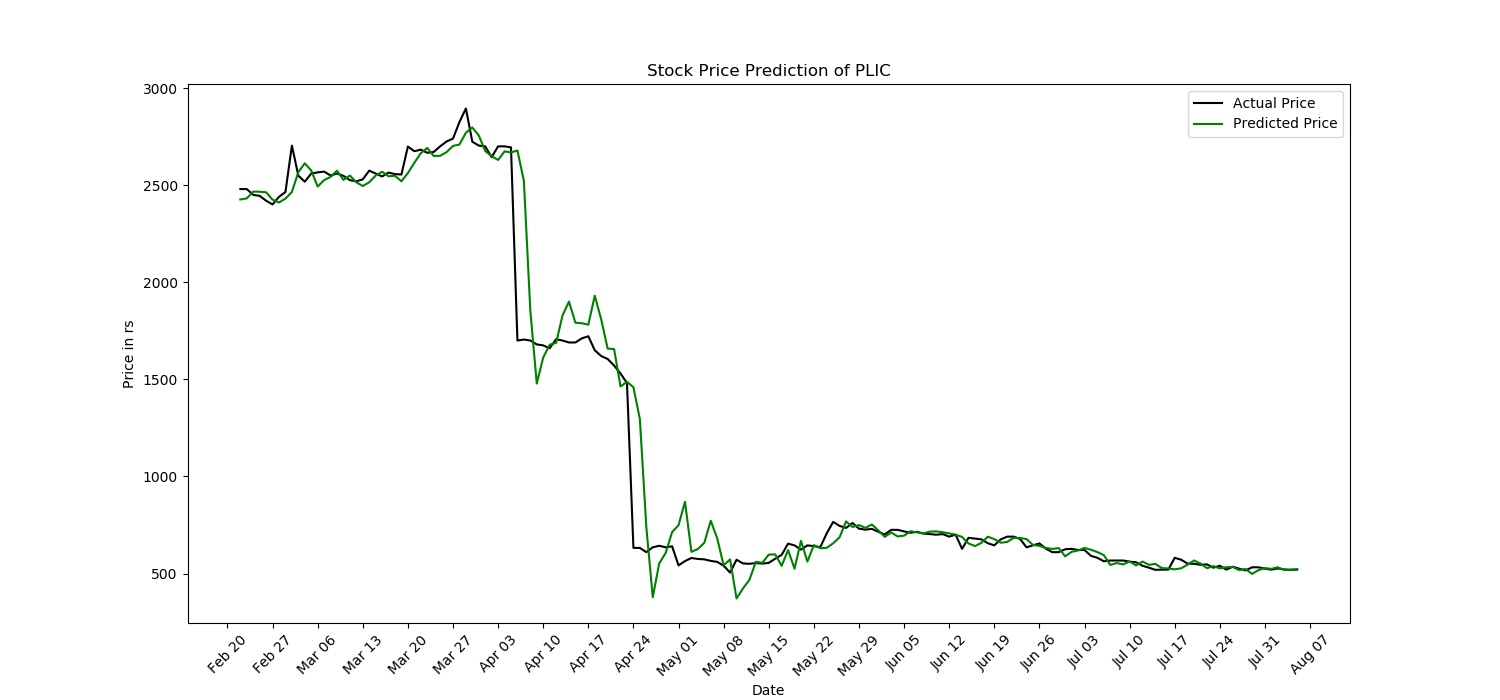 Stock Price Prediction of PLIC
Actual Price
Predicted Price
Price in rs
3000
2500
2000
1500
1000
500
Feb 20
Feb 27
Mar 06
Mar 13
Mar 20
Mar 27
Apr 03
Apr 10
Apr 17
Apr 24
May 01
May 08
May 15
May 22
May 29
Jun 05
Jun 12
Jun 19
Jun 26
Jul 03
Jul 10
Jul 17
Jul 24
Jul 31
Aug 07
Date